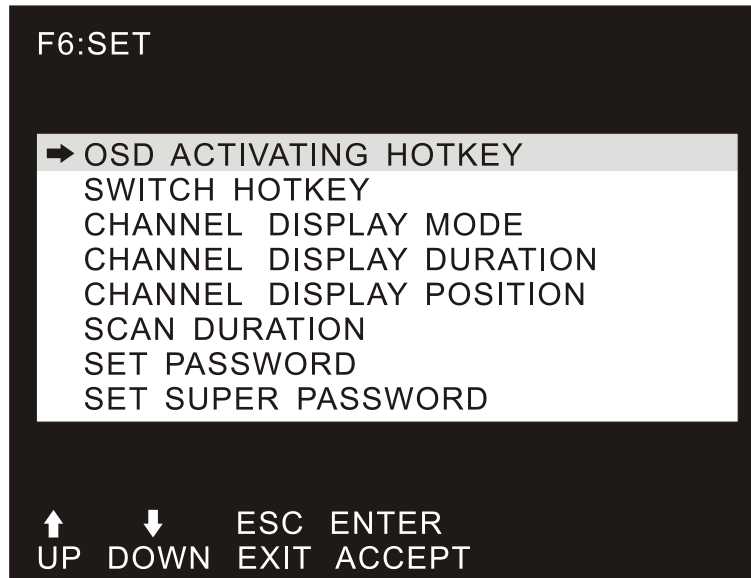 F6:SET
➡ OSD ACTIVATING HOTKEY
SWITCH HOTKEY
CHANNEL DISPLAY MODE
CHANNEL DISPLAY DURATION
CHANNEL DISPLAY POSITION
SCAN DURATION
SET PASSWORD
SET SUPER PASSWORD
⬆ ⬇ ESC ENTER
UP DOWN EXIT ACCEPT